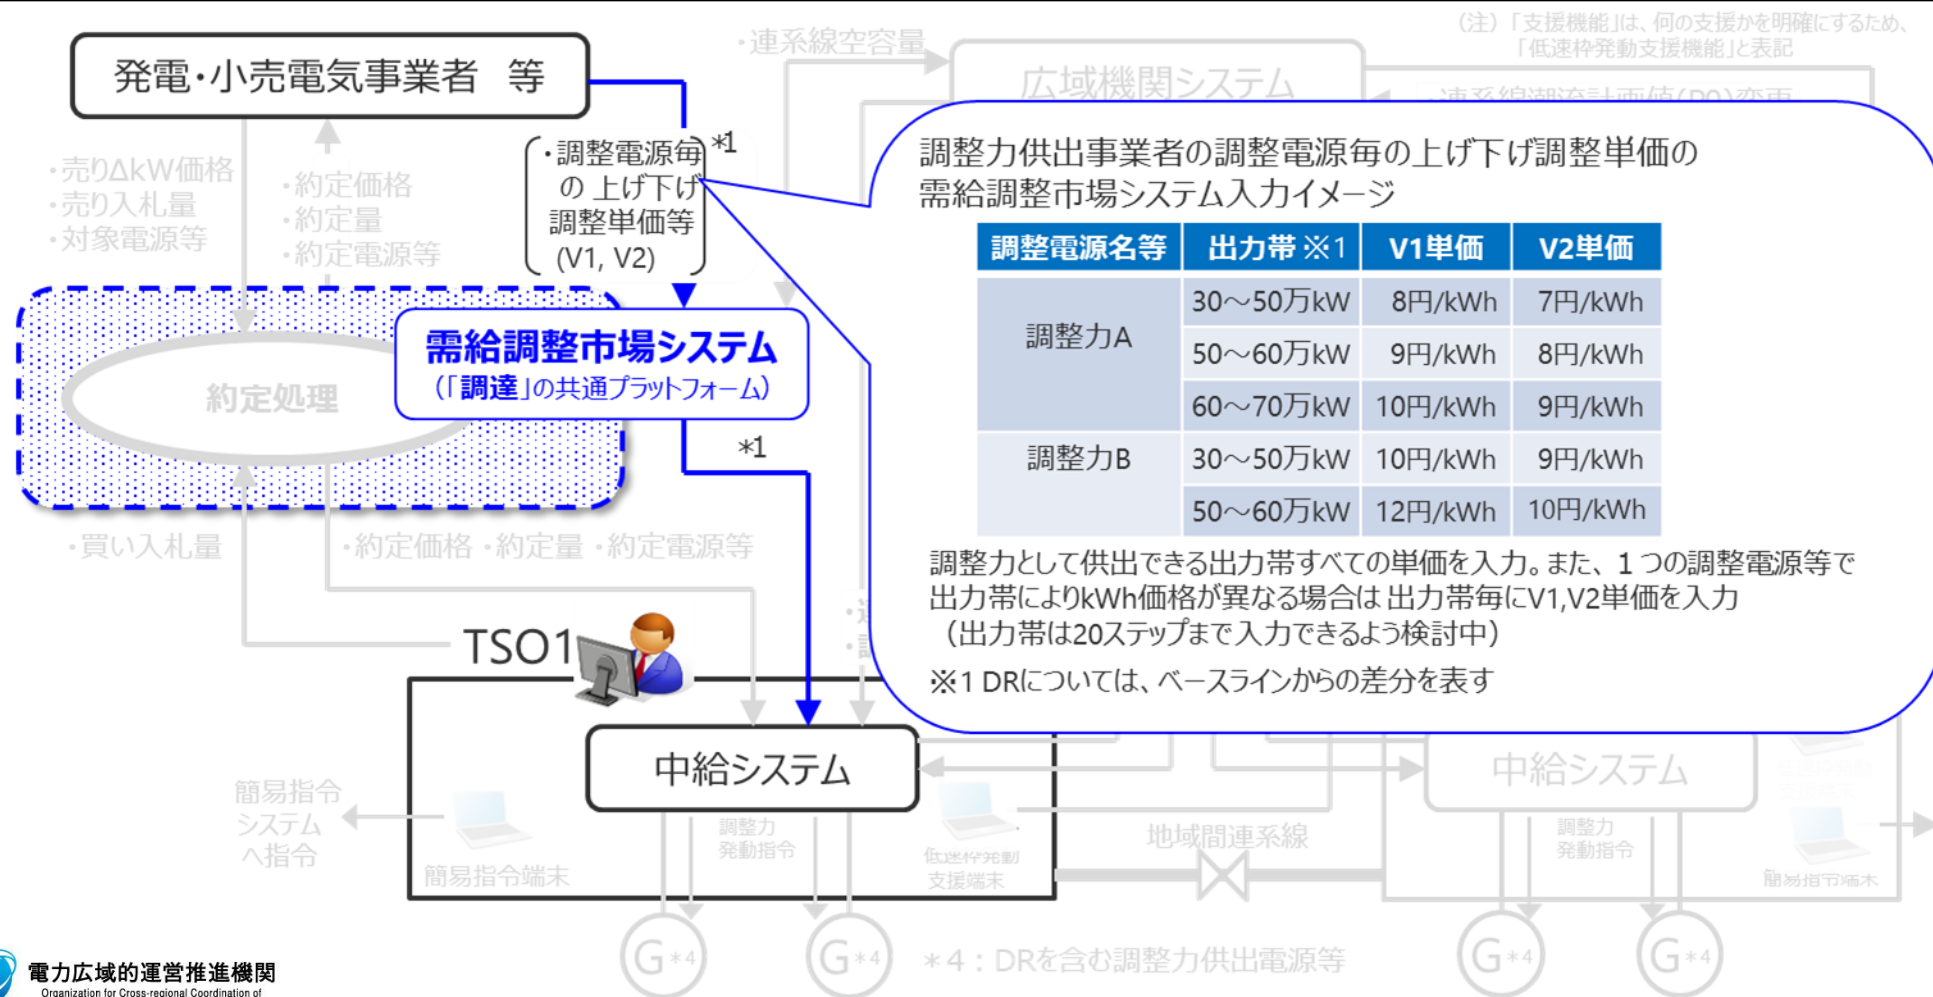 (注)「支援機能」は、何の支援かを明確にするため、
「低速枠発動支援機能」と表記
発電・小売電気事業者 等
・連系線空容量
広域機関システム
・連系線潮流計画値(P0)変更
・売りΔkW価格
・売り入札量
・対象電源等
・約定価格
・約定量
・約定電源等
・調整電源毎
の 上げ下げ
調整単価等
(V1, V2)
*1
調整力供出事業者の調整電源毎の上げ下げ調整単価の
需給調整市場システム入力イメージ
調整電源名等 出力帯※1 V1単価 V2単価
調整力A
30～50万kW 8円/kWh 7円/kWh
50～60万kW 9円/kWh 8円/kWh
60～70万kW 10円/kWh 9円/kWh
調整力B 30～50万kW 10円/kWh 9円/kWh
50～60万kW 12円/kWh 10円/kWh
調整力として供出できる出力帯すべての単価を入力。また、1つの調整電源等で
出力帯によりkWh価格が異なる場合は 出力帯毎にV1,V2単価を入力
(出力帯は20ステップまで入力できるよう検討中)
※1 DRについては、ベースラインからの差分を表す
需給調整市場システム
(「調達」の共通プラットフォーム)
約定処理
*1
・買い入札量
・約定価格 ・約定量 ・約定電源等
TSO1
中給システム
中給システム
簡易指令
システム
へ指令
簡易指令端末
調整力
発動指令
低速枠発動
支援端末
地域間連系線
調整力
発動指令
簡易指令端末
G*4
G*4
*4：DRを含む調整力供出電源等
G*4
G*4
電力広域的運営推進機関
Organization for Cross-regional Coordination of